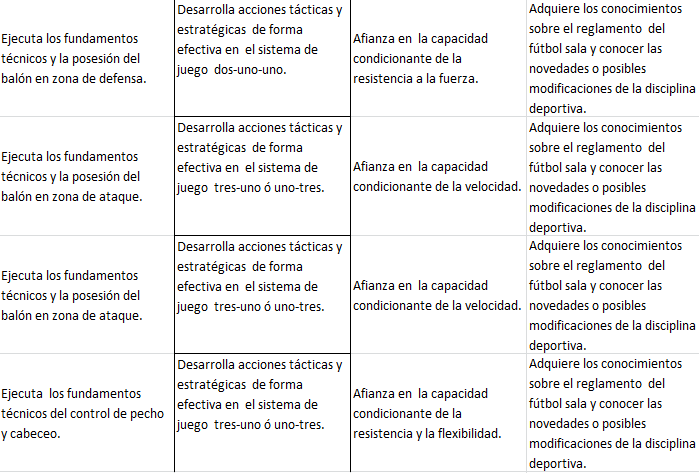 Ejecuta los fundamentos
técnicos y la posesión del
balón en zona de defensa.
Desarrolla acciones tácticas y
estratégicas de forma
efectiva en el sistema de
juego dos-uno-uno.
Afianza en la capacidad
condicionante de la
resistencia a la fuerza.
Adquiere los conocimientos
sobre el reglamento del
fútbol sala y conocer las
novedades o posibles
modificaciones de la disciplina
deportiva.
Ejecuta los fundamentos
técnicos y la posesión del
balón en zona de ataque.
Desarrolla acciones tácticas y
estratégicas de forma
efectiva en el sistema de
juego tres-uno ó uno-tres.
Afianza en la capacidad
condicionante de la velocidad.
Adquiere los conocimientos
sobre el reglamento del
fútbol sala y conocer las
novedades o posibles
modificaciones de la disciplina
deportiva.
Ejecuta los fundamentos
técnicos y la posesión del
balón en zona de ataque.
Desarrolla acciones tácticas y
estratégicas de forma
efectiva en el sistema de
juego tres-uno ó uno-tres.
Afianza en la capacidad
condicionante de la velocidad.
Adquiere los conocimientos
sobre el reglamento del
fútbol sala y conocer las
novedades o posibles
modificaciones de la disciplina
deportiva.
Ejecuta los fundamentos
técnicos del control de pecho
y cabeceo.
Desarrolla acciones tácticas y
estratégicas de forma
efectiva en el sistema de
juego tres-uno ó uno-tres.
Afianza en la capacidad
condicionante de la
resistencia y la flexibilidad.
Adquiere los conocimientos
sobre el reglamento del
fútbol sala y conocer las
novedades o posibles
modificaciones de la disciplina
deportiva.